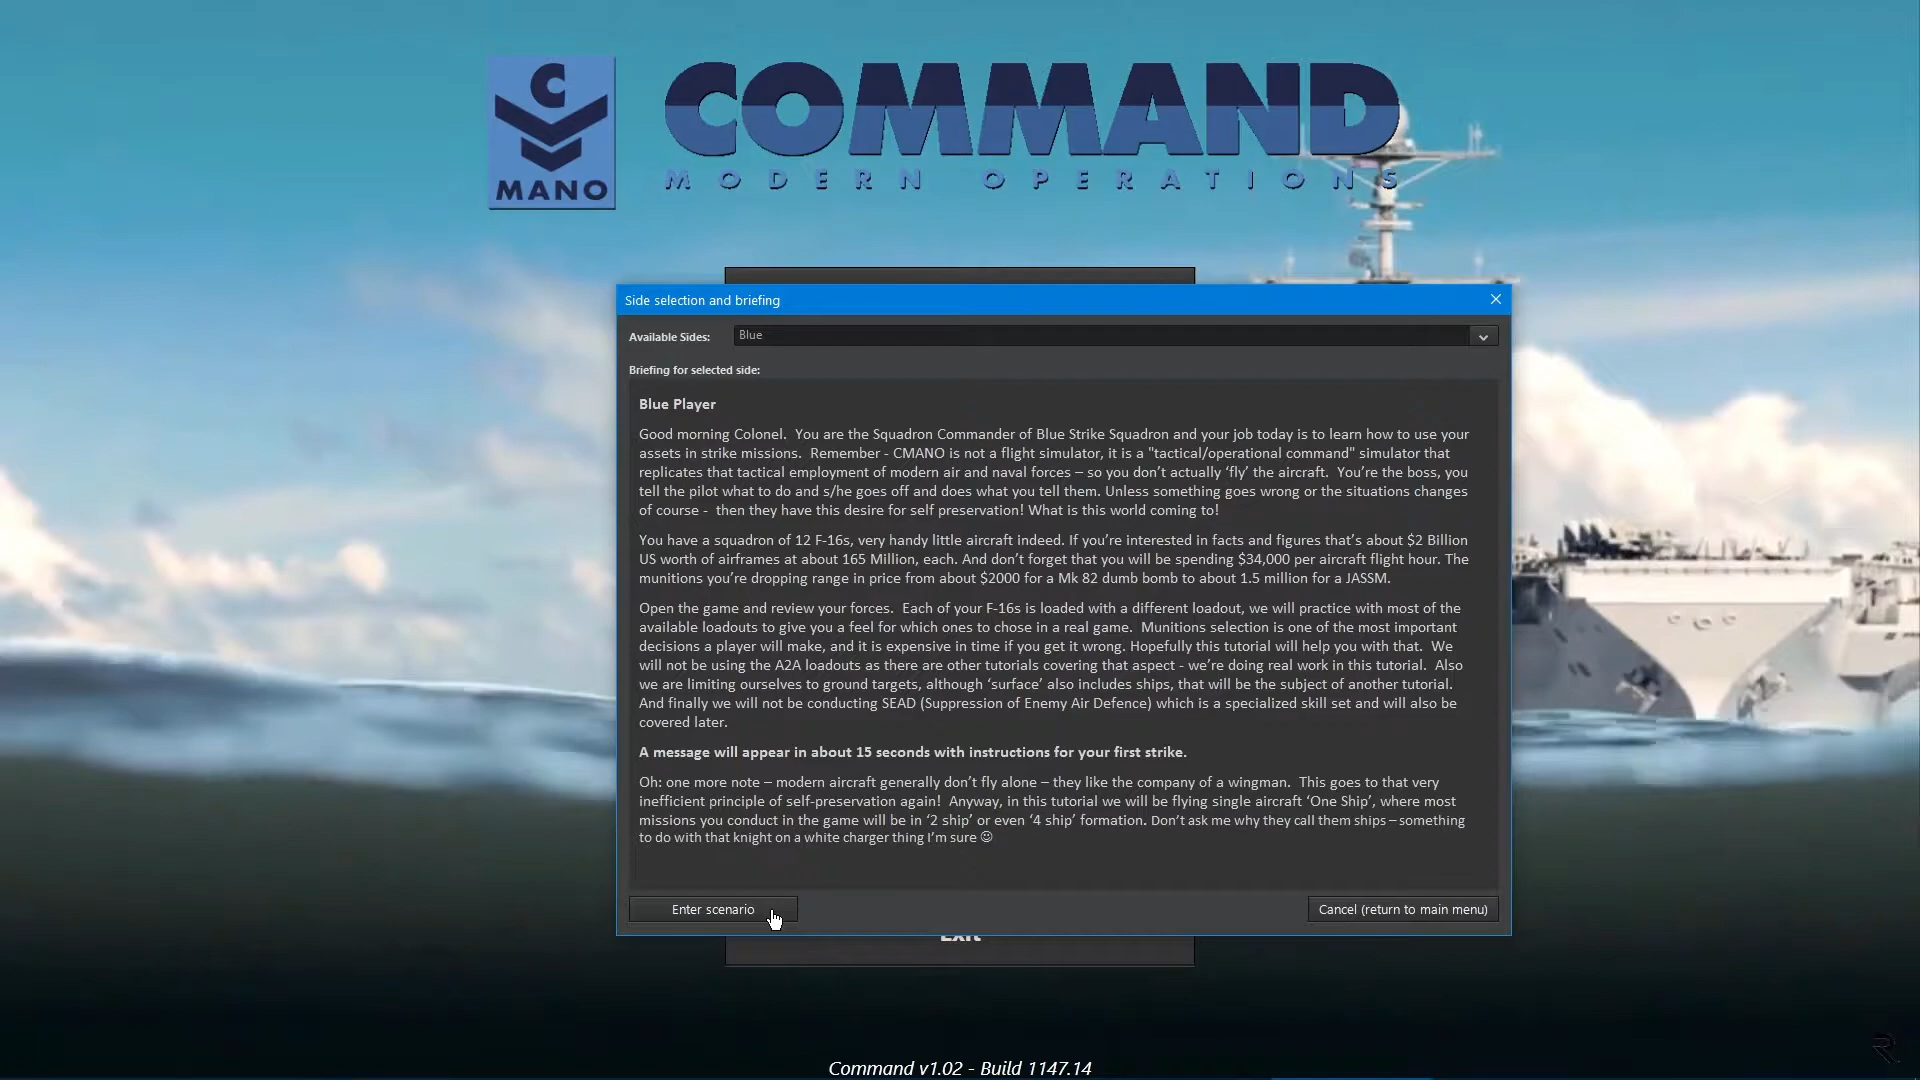 C
MANO
COMMAND
MODERN OPERATIONS
Side selection and briefing
Available Sides:
Blue
Briefing for selected side:
Blue Player
Good morning Colonel.  You are the Squadron Commander of Blue Strike Squadron and your job today is to learn how to use your
assets in strike missions.  Remember - CMANO is not a flight simulator, it is a "tactical/operational command" simulator that
replicates that tactical employment of modern air and naval forces – so you don’t actually ‘fly’ the aircraft.  You’re the boss, you
tell the pilot what to do and s/he goes off and does what you tell them. Unless something goes wrong or the situations changes
of course -  then they have this desire for self preservation! What is this world coming to!
You have a squadron of 12 F-16s, very handy little aircraft indeed. If you’re interested in facts and figures that’s about $2 Billion
US worth of airframes at about 165 Million, each. And don’t forget that you will be spending $34,000 per aircraft flight hour. The
munitions you’re dropping range in price from about $2000 for a Mk 82 dumb bomb to about 1.5 million for a JASSM.
Open the game and review your forces.  Each of your F-16s is loaded with a different loadout, we will practice with most of the
available loadouts to give you a feel for which ones to chose in a real game.  Munitions selection is one of the most important
decisions a player will make, and it is expensive in time if you get it wrong. Hopefully this tutorial will help you with that.  We
will not be using the A2A loadouts as there are other tutorials covering that aspect - we’re doing real work in this tutorial.  Also
we are limiting ourselves to ground targets, although ‘surface’ also includes ships, that will be the subject of another tutorial.
And finally we will not be conducting SEAD (Suppression of Enemy Air Defence) which is a specialized skill set and will also be
covered later.
A message will appear in about 15 seconds with instructions for your first strike.
Oh: one more note – modern aircraft generally don’t fly alone – they like the company of a wingman.  This goes to that very
inefficient principle of self-preservation again!  Anyway, in this tutorial we will be flying single aircraft ‘One Ship’, where most
missions you conduct in the game will be in ‘2 ship’ or even ‘4 ship’ formation. Don’t ask me why they call them ships – something
to do with that knight on a white charger thing I’m sure ☺
Enter scenario
Cancel (return to main menu)
Exit
Command v1.02 - Build 1147.14